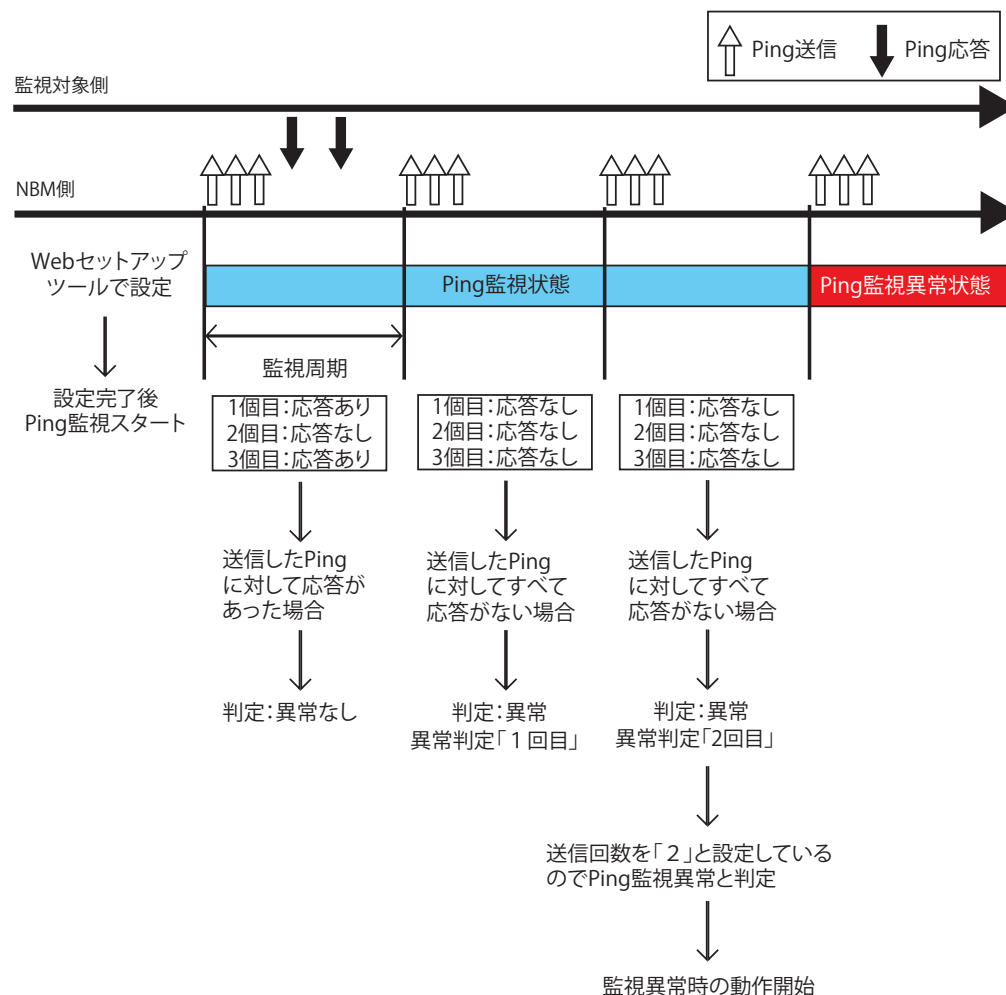 Ping送信
Ping応答
監視対象側
NBM側
Webセットアップ
ツールで設定
Ping監視状態
Ping監視異常状態
監視周期
設定完了後
Ping監視スタート
1個目：応答あり
2個目：応答なし
3個目：応答あり
1個目：応答なし
2個目：応答なし
3個目：応答なし
1個目：応答なし
2個目：応答なし
3個目：応答なし
送信したPing
に対して応答が
あった場合
送信したPing
に対してすべて
応答がない場合
送信したPing
に対してすべて
応答がない場合
判定：異常なし
判定：異常
異常判定「１回目」
判定：異常
異常判定「2回目」
送信回数を「２」と設定している
のでPing監視異常と判定
監視異常時の動作開始